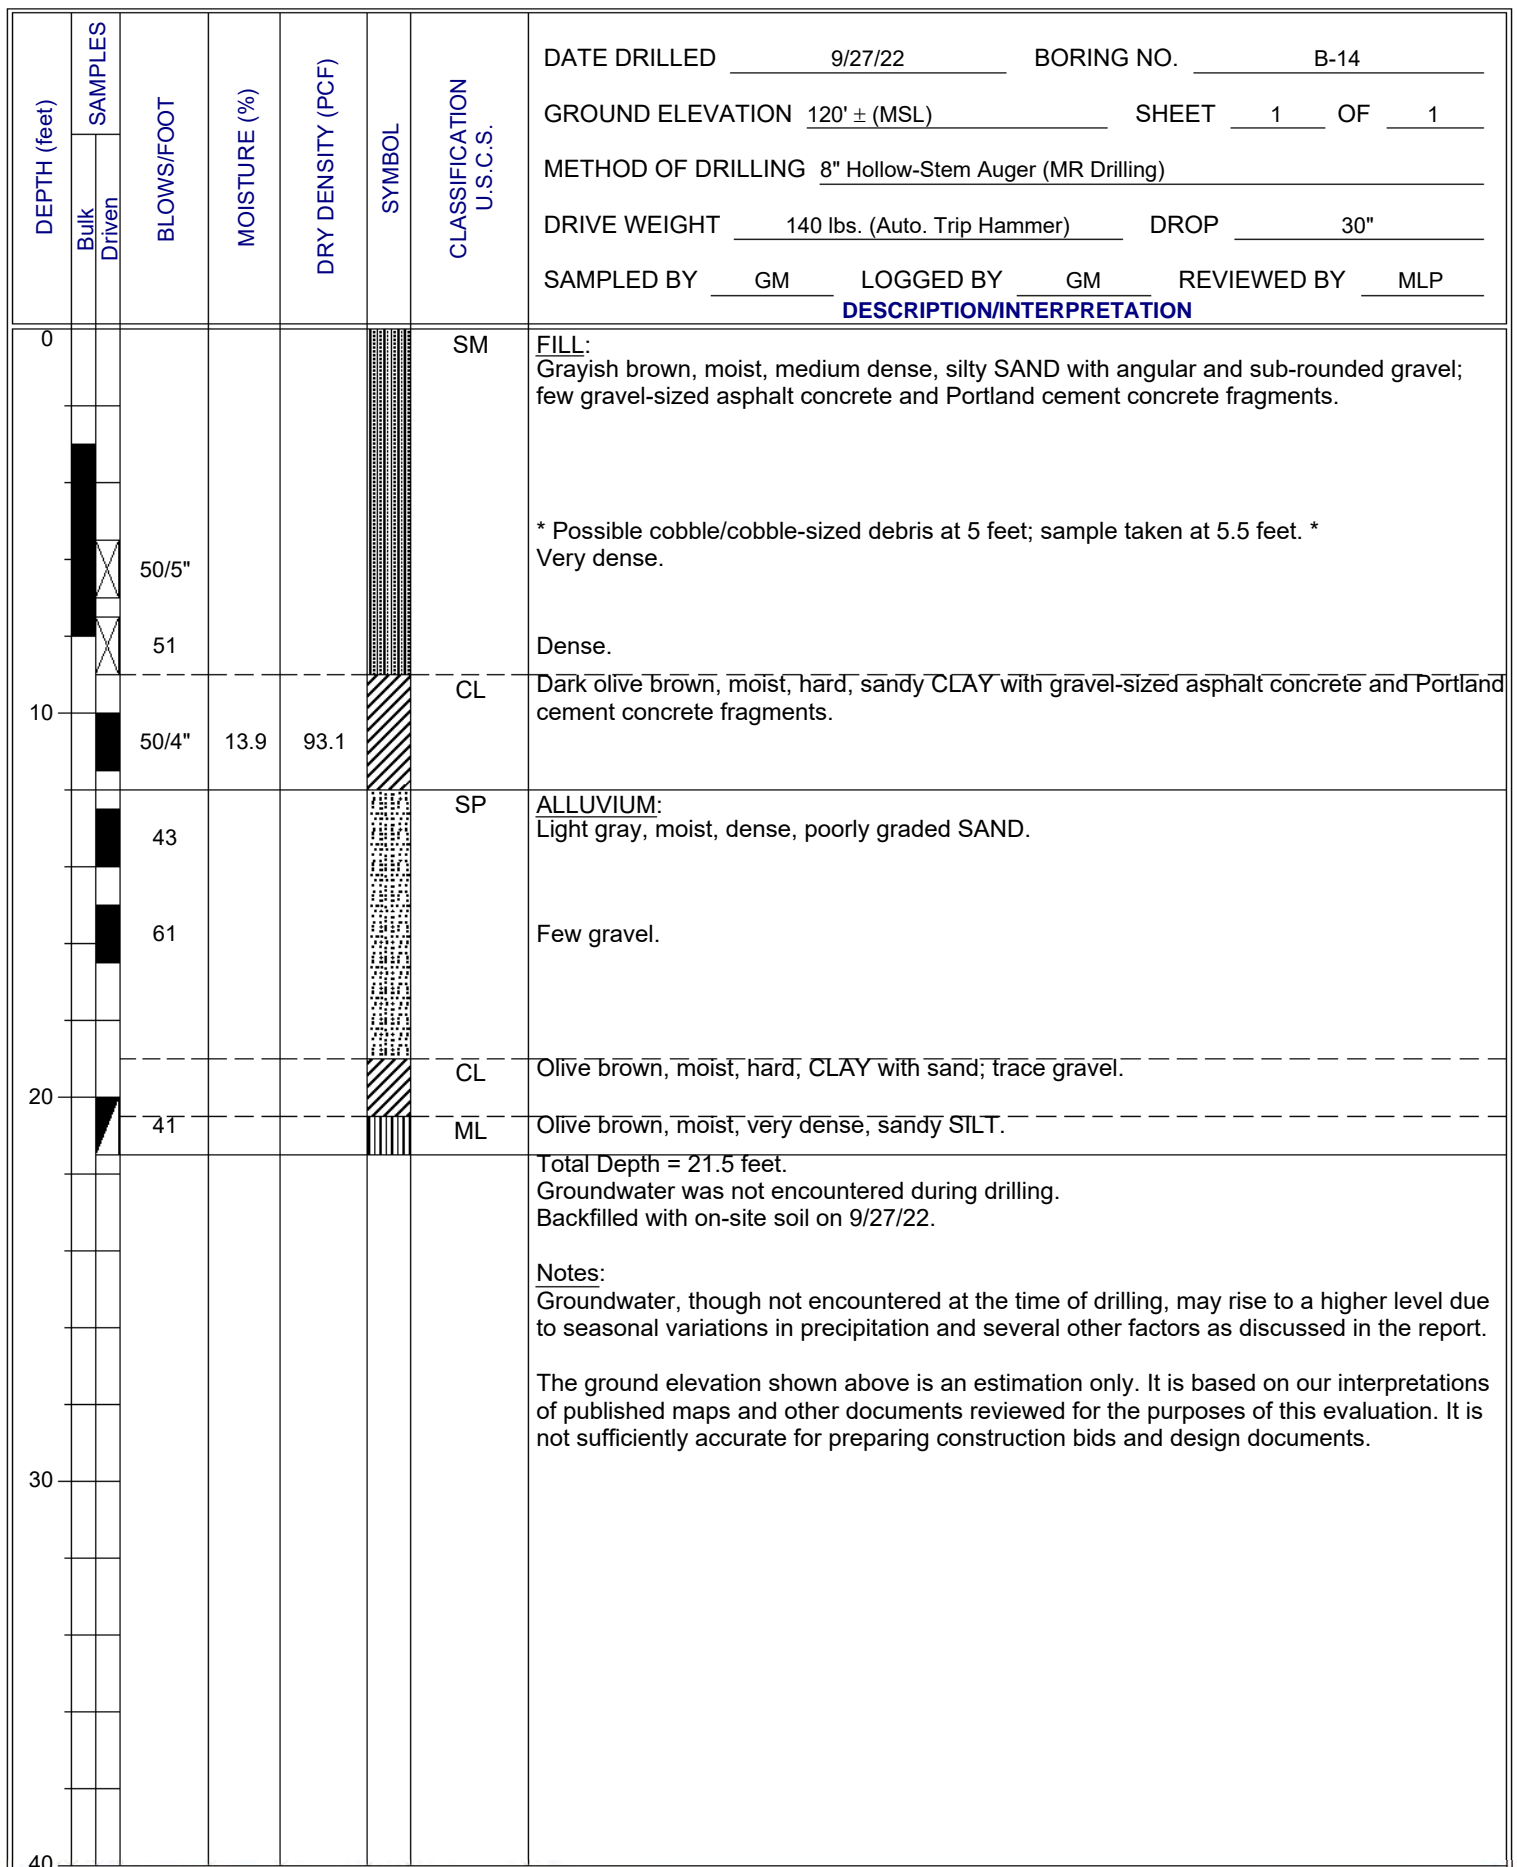 DEPTH (feet)
SAMPLES
Bulk
Driven
BLOWS/FOOT
MOISTURE (%)
DRY DENSITY (PCF)
SYMBOL
CLASSIFICATION
U.S.C.S.
DATE DRILLED 9/27/22 BORING NO. B-14
GROUND ELEVATION 120' ± (MSL) SHEET 1 OF 1
METHOD OF DRILLING 8" Hollow-Stem Auger (MR Drilling)
DRIVE WEIGHT 140 lbs. (Auto. Trip Hammer) DROP 30"
SAMPLED BY GM LOGGED BY GM REVIEWED BY MLP
DESCRIPTION/INTERPRETATION
0 SM FILL:
Grayish brown, moist, medium dense, silty SAND with angular and sub-rounded gravel;
few gravel-sized asphalt concrete and Portland cement concrete fragments.
* Possible cobble/cobble-sized debris at 5 feet; sample taken at 5.5 feet. *
Very dense.
50/5"
51 Dense.
CL Dark olive brown, moist, hard, sandy CLAY with gravel-sized asphalt concrete and Portland
10 cement concrete fragments.
50/4" 13.9 93.1
SP ALLUVIUM:
Light gray, moist, dense, poorly graded SAND.
43
61 Few gravel.
CL Olive brown, moist, hard, CLAY with sand; trace gravel.
20
41 ML Olive brown, moist, very dense, sandy SILT.
Total Depth = 21.5 feet.
Groundwater was not encountered during drilling.
Backfilled with on-site soil on 9/27/22.
Notes:
Groundwater, though not encountered at the time of drilling, may rise to a higher level due
to seasonal variations in precipitation and several other factors as discussed in the report.
The ground elevation shown above is an estimation only. It is based on our interpretations
of published maps and other documents reviewed for the purposes of this evaluation. It is
not sufficiently accurate for preparing construction bids and design documents.
30
40